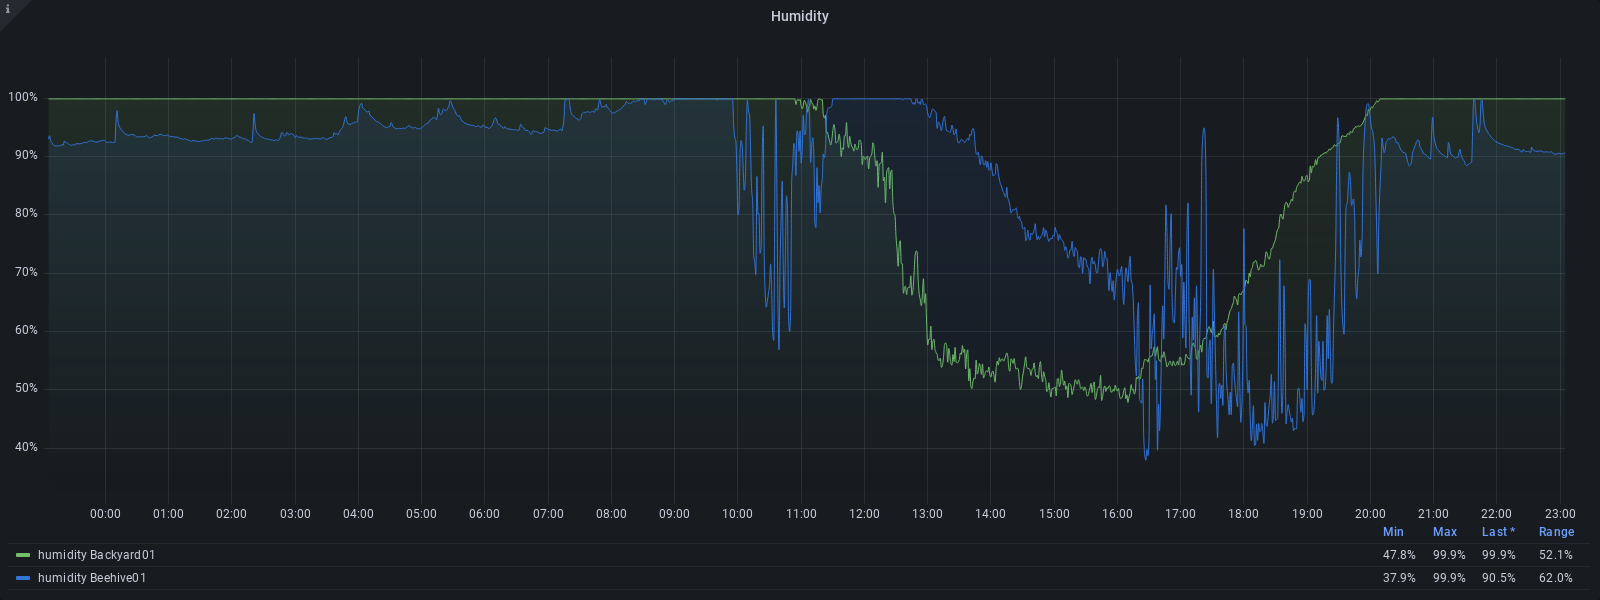 i
Humidity
100%
90%
80%
70%
60%
50%
40%
00:00 01:00 02:00 03:00 04:00 05:00 06:00 07:00 08:00 09:00 10:00 11:00 12:00 13:00 14:00 15:00 16:00 17:00 18:00 19:00 20:00 21:00 22:00 23:00
Min Max Last * Range
humidity Backyard01 47.8% 99.9% 99.9% 52.1%
humidity Beehive01 37.9% 99.9% 90.5% 62.0%